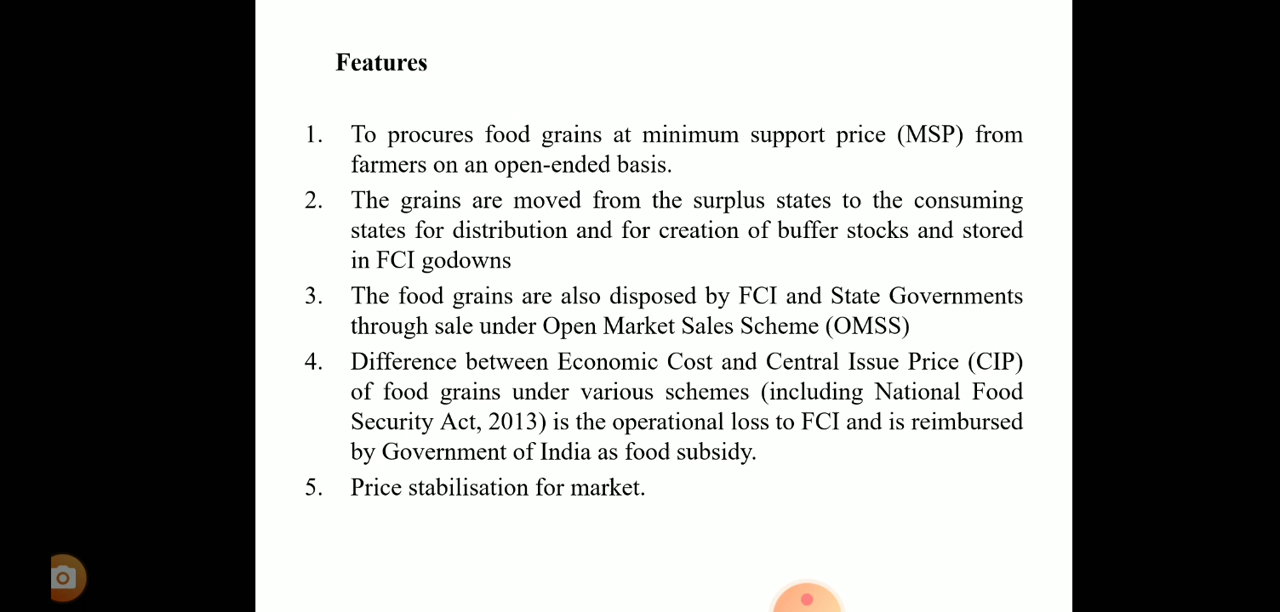 Features
1. To procures food grains at minimum support price (MSP) from
farmers on an open-ended basis.
2. The grains are moved from the surplus states to the consuming
states for distribution and for creation of buffer stocks and stored
in FCI godowns
3. The food grains are also disposed by FCI and State Governments
through sale under Open Market Sales Scheme (OMSS)
4. Difference between Economic Cost and Central Issue Price (CIP)
of food grains under various schemes (including National Food
Security Act, 2013) is the operational loss to FCI and is reimbursed
by Government of India as food subsidy.
5. Price stabilisation for market.